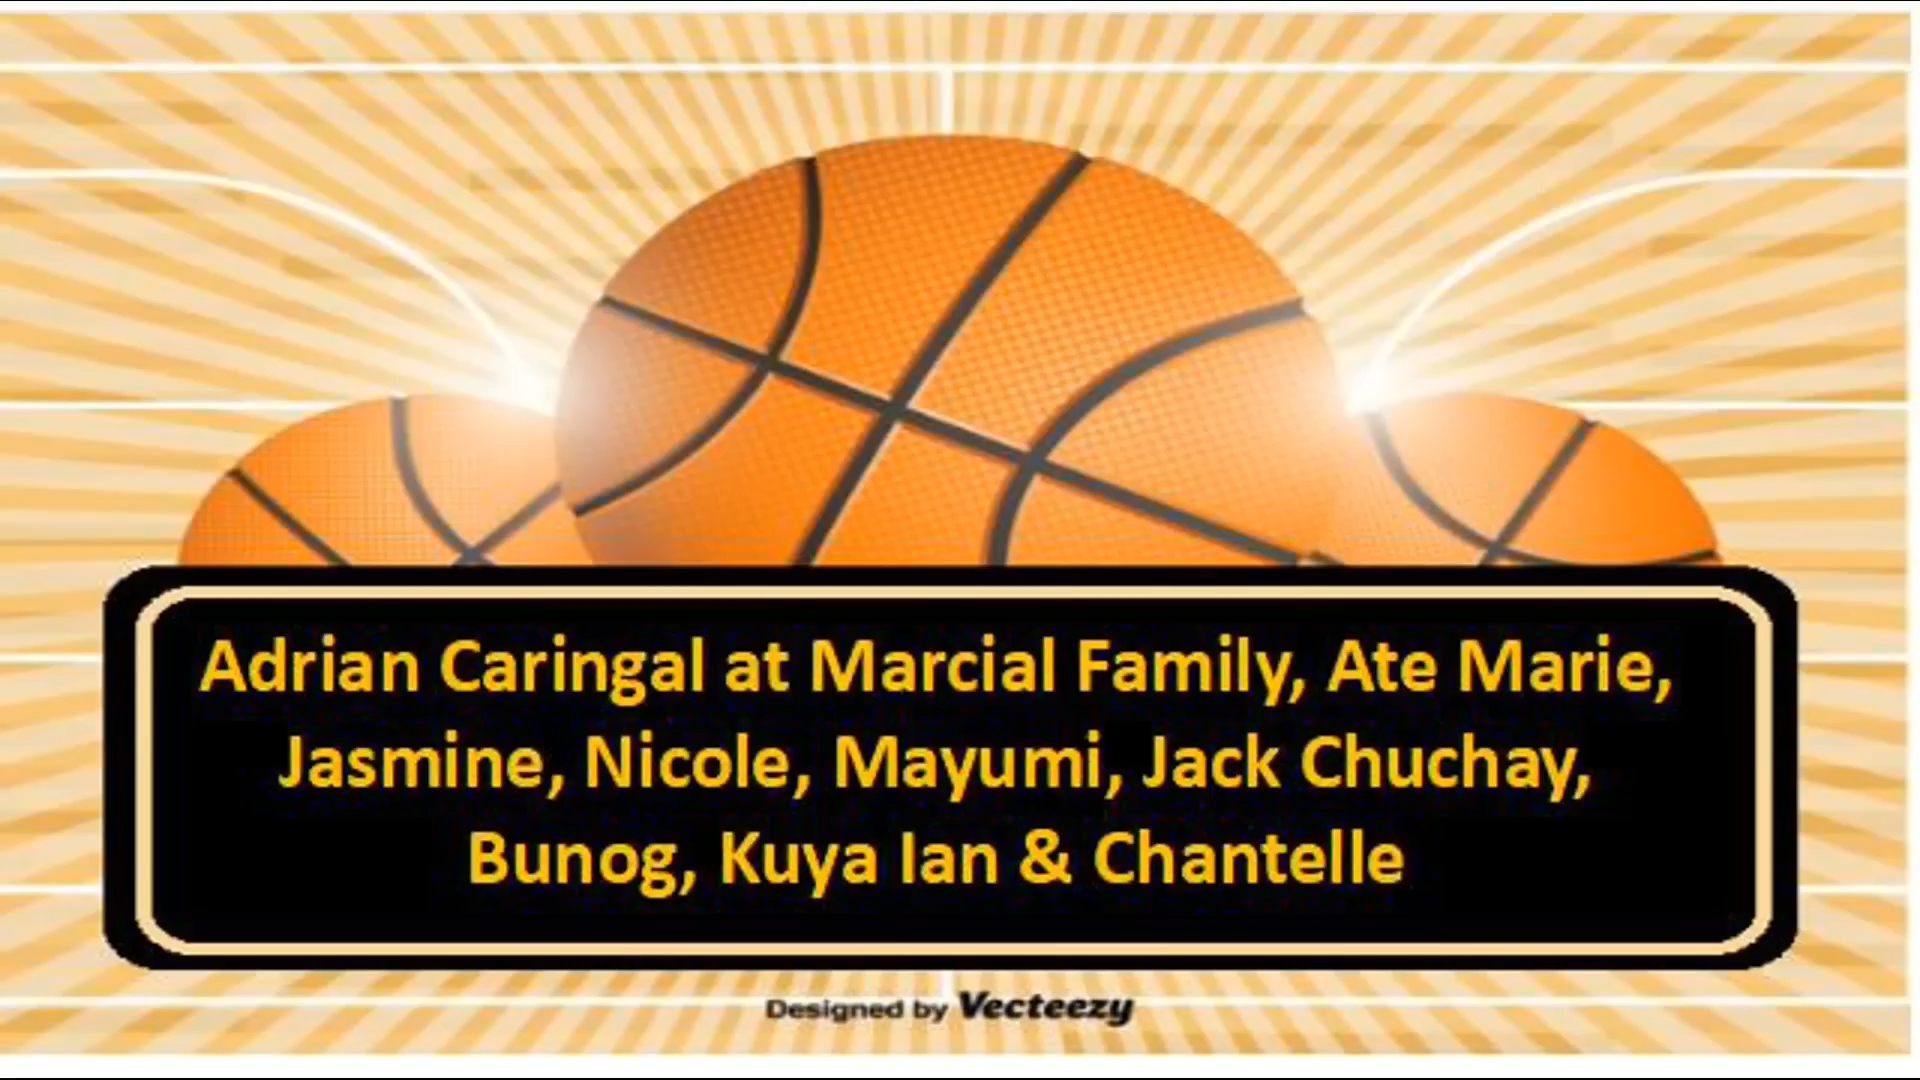 Adrian Caringal at Marcial Family, Ate Marie,
Jasmine, Nicole, Mayumi, Jack Chuchay,
Bunog, Kuya Ian & Chantelle
Designed by Vecteezy